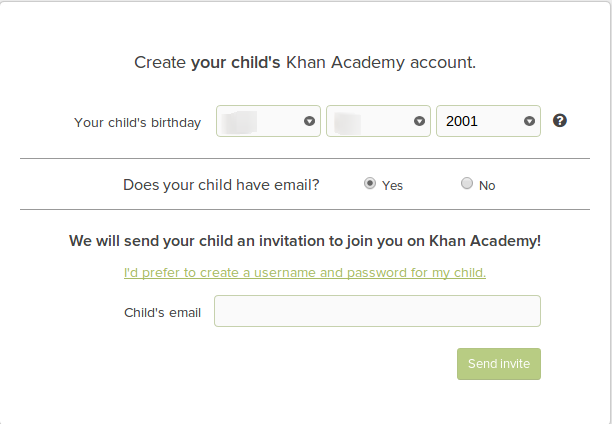 Create your child's Khan Academy account.
Your child's birthday 2001 ?
Does your child have email? Yes No
We will send your child an invitation to join you on Khan Academy!
I'd prefer to create a username and password for my child.
Child's email
Send invite